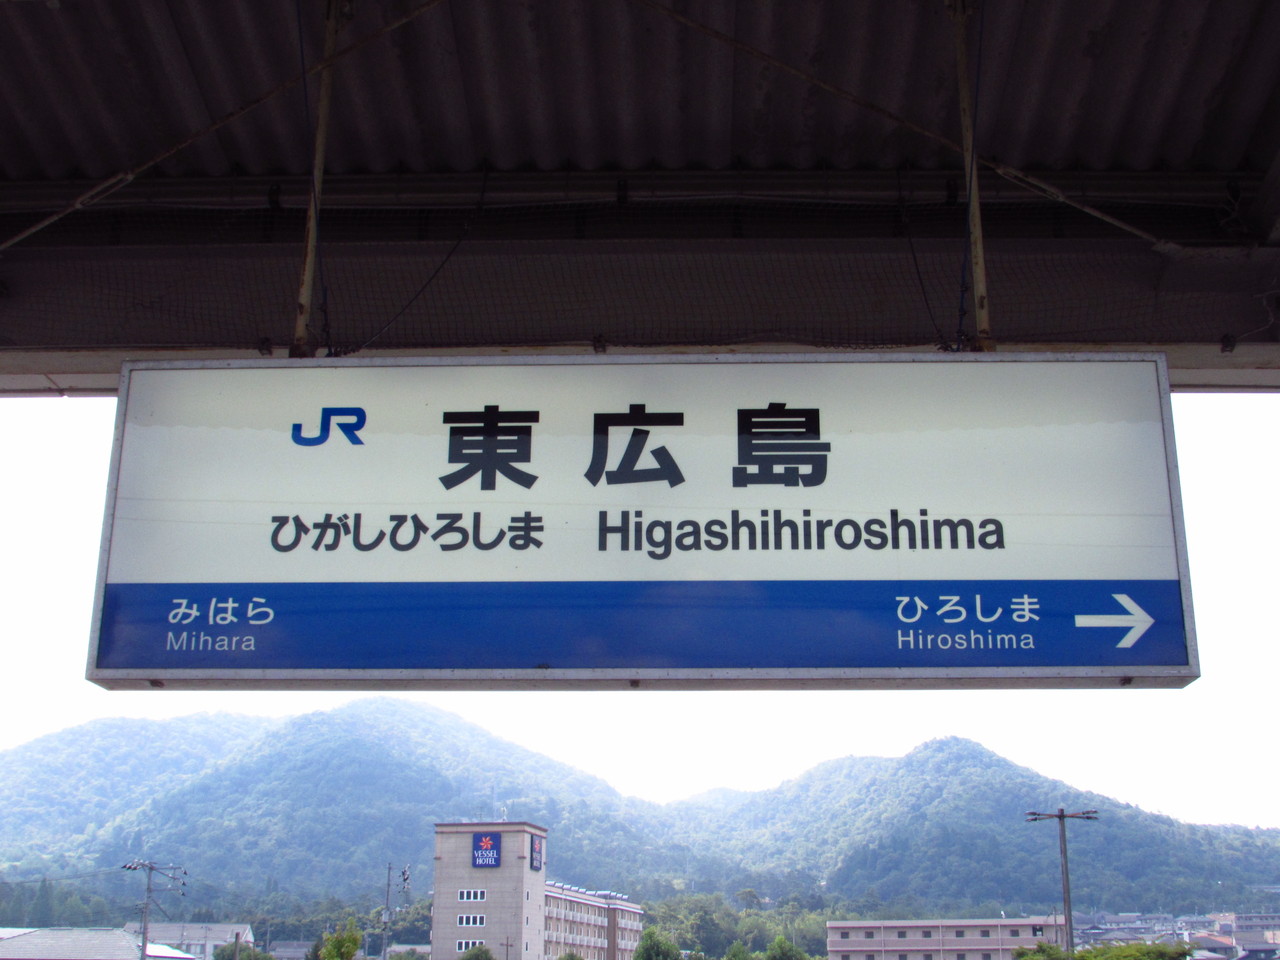 JR 東広島
ひがしひろしま Higashihiroshima
みはら ひろしま →
Mihara Hiroshima
VESSEL
HOTEL